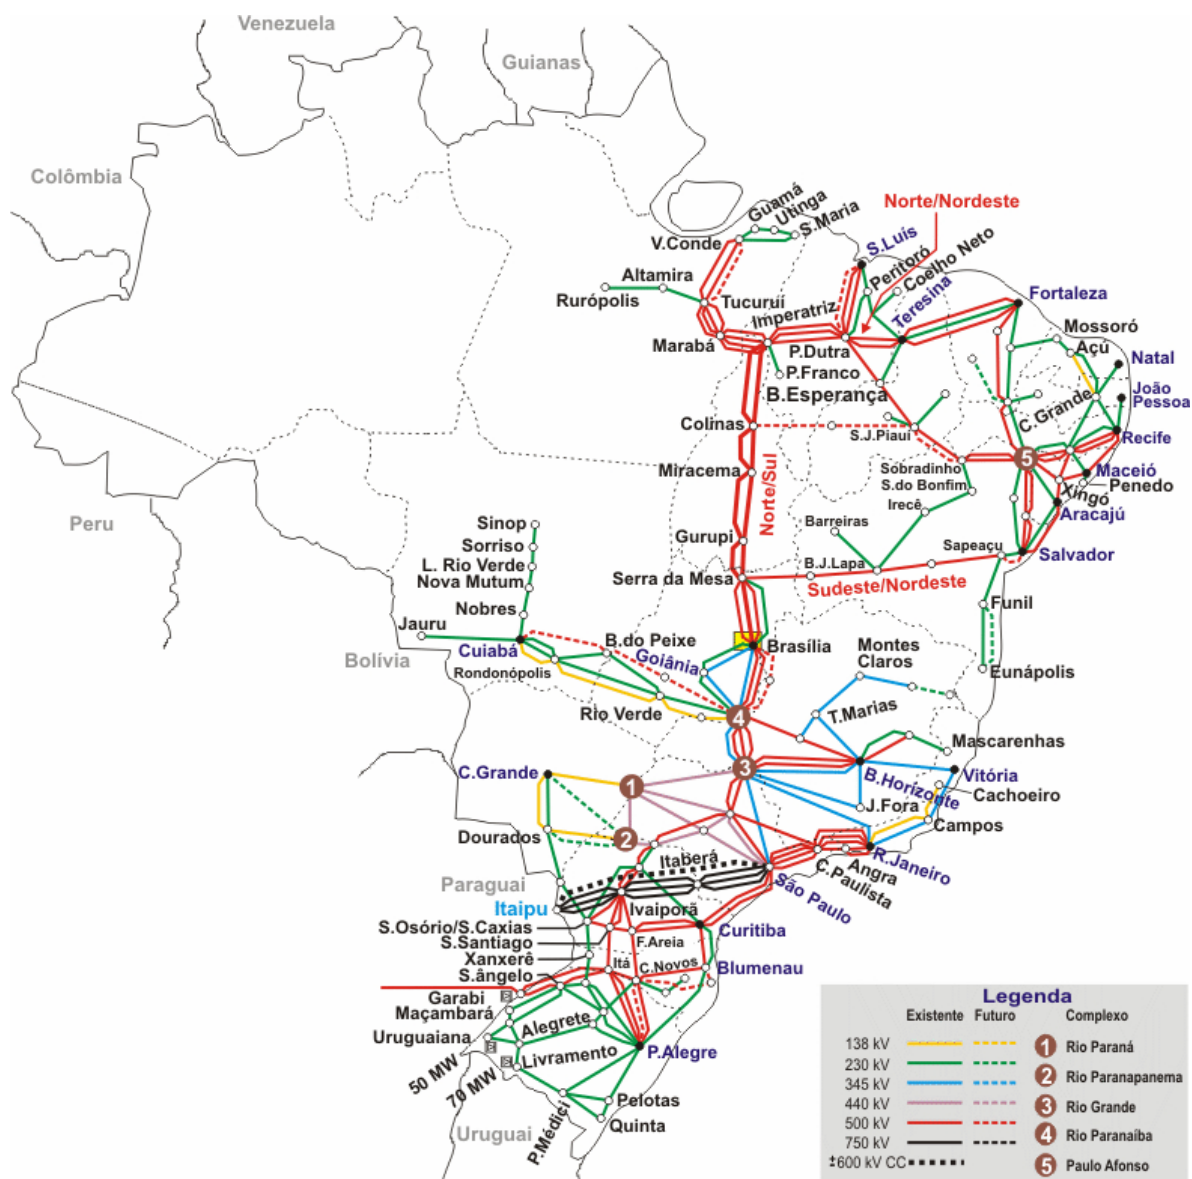 Venezuela
Guianas
Colômbia
Guamá
Utinga
S.Maria
Norte/Nordeste
V.Conde
S.Luís
Peritoró
Coelho Neto
Altamira
Rurópolis
Tucuruí
Imperatriz
Teresina
Fortaleza
Marabá
P.Dutra
P.Franco
B.Esperança
Mossoró
Açú
Natal
João
Pessoa
C.Grande
Colinas
S.J.Piauí
Recife
Miracema
Norte/Sul
Sobradinho
S.do Bonfim
Maceió
Penedo
Xingó
Irecê
Aracajú
Peru
Sinop
Sorriso
L. Rio Verde
Nova Mutum
Nobres
Gurupi
Barreiras
Sapeaçu
Salvador
Serra da Mesa
B.J.Lapa
Sudeste/Nordeste
Funil
Jauru
Cuiabá
Bolívia
B.do Peixe
Goiânia
Brasília
Montes
Claros
Eunápolis
Rondonópolis
Rio Verde
T.Marias
4
5
Mascarenhas
C.Grande
1
3
B.Horizonte
Vitória
Cachoeiro
J.Fora
Campos
Dourados
2
Itaberá
R.Janeiro
Angra
C.Paulista
São Paulo
Paraguai
Itaipu
Ivaiporã
S.Osório/S.Caxias
S.Santiago
Xanxerê
S.ângelo
F.Areia
Curitiba
Itá
C.Novos
Blumenau
Garabi
Maçambará
Uruguaiana
Alegrete
Livramento
P.Alegre
50 MW
70 MW
P.Médici
Pelotas
Quinta
Uruguai
Legenda
Existente Futuro Complexo
138 kV 1 Rio Paraná
230 kV
345 kV 2 Rio Paranapanema
440 kV 3 Rio Grande
500 kV 4 Rio Paranaíba
750 kV
±600 kV CC 5 Paulo Afonso